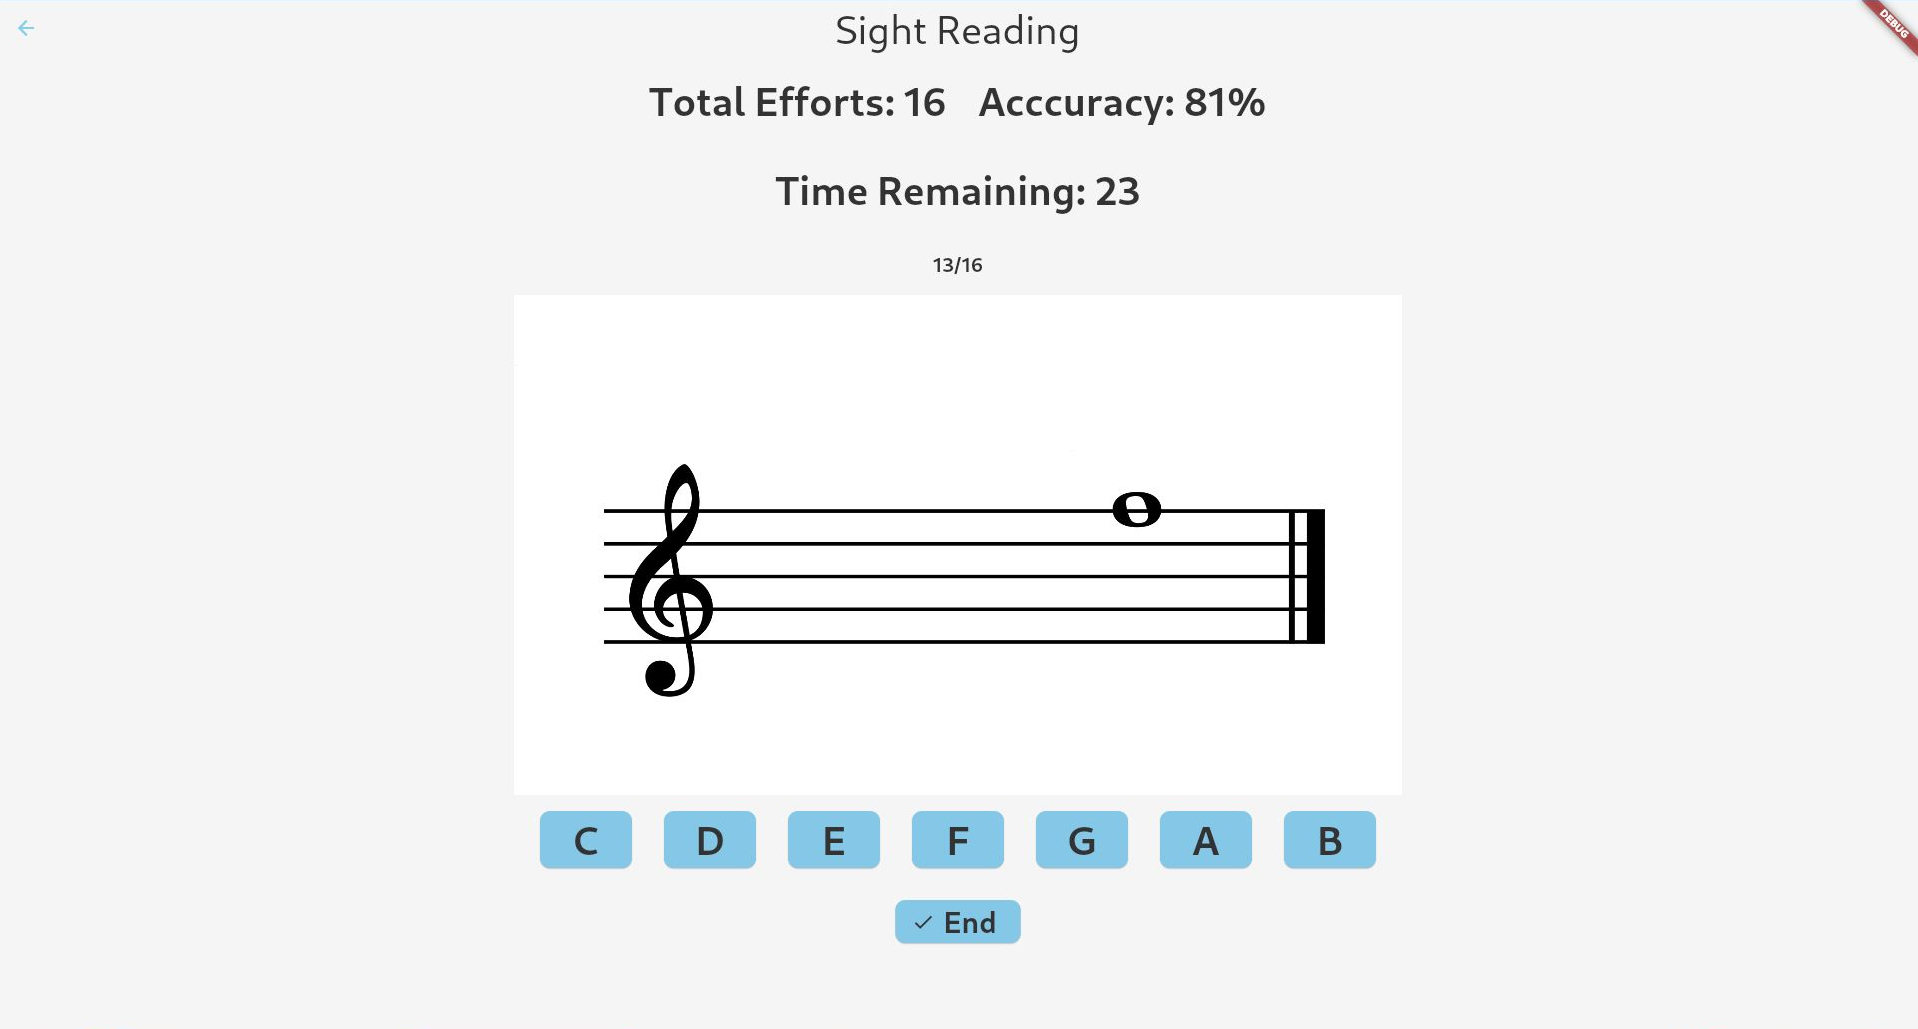 Sight Reading
DEBUG
Total Efforts: 16 Acccuracy: 81%
Time Remaining: 23
13/16
C D E F G A B
End